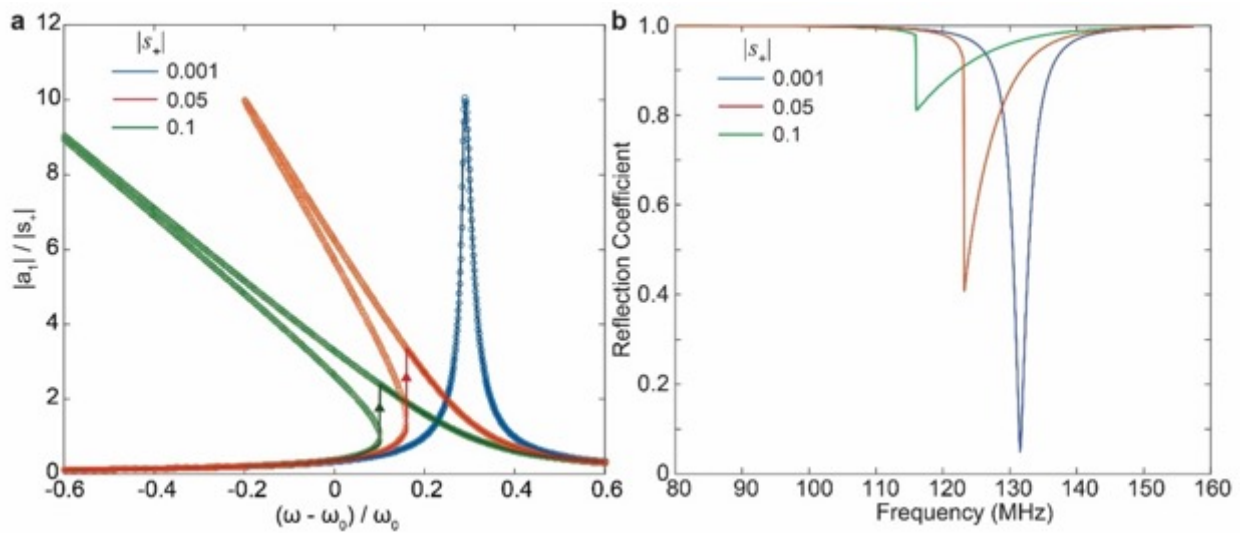 a
12
10
8
6
4
2
0
|a₁| / |s₊|
|s₊|
0.001
0.05
0.1
-0.6 -0.4 -0.2 0 0.2 0.4 0.6
(ω - ω₀) / ω₀
b
1.0
0.8
0.6
0.4
0.2
0
Reflection Coefficient
|s₊|
0.001
0.05
0.1
80 90 100 110 120 130 140 150 160
Frequency (MHz)